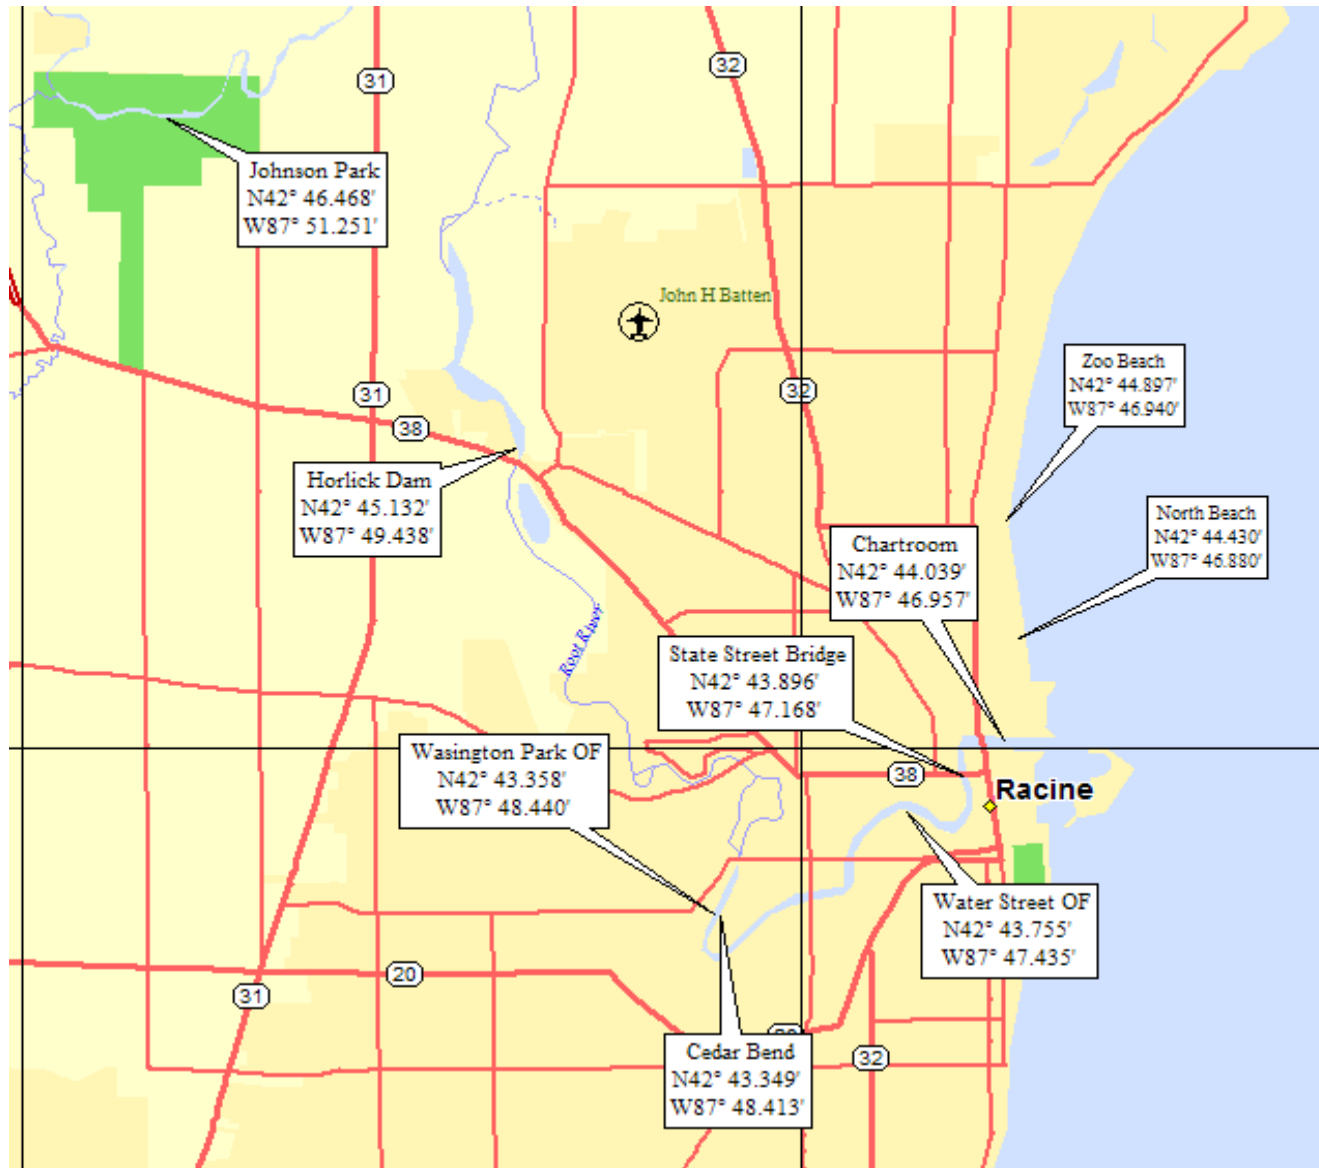 32
31
Johnson Park
N42° 46.468'
W87° 51.251'
John H Batten
Zoo Beach
N42° 44.897'
W87° 46.940'
31
32
38
Horlick Dam
N42° 45.132'
W87° 49.438'
North Beach
N42° 44.430'
W87° 46.880'
Chartroom
N42° 44.039'
W87° 46.957'
Root River
State Street Bridge
N42° 43.896'
W87° 47.168'
Wasington Park OF
N42° 43.358'
W87° 48.440'
38
Racine
Water Street OF
N42° 43.755'
W87° 47.435'
20
31
Cedar Bend
N42° 43.349'
W87° 48.413'
32